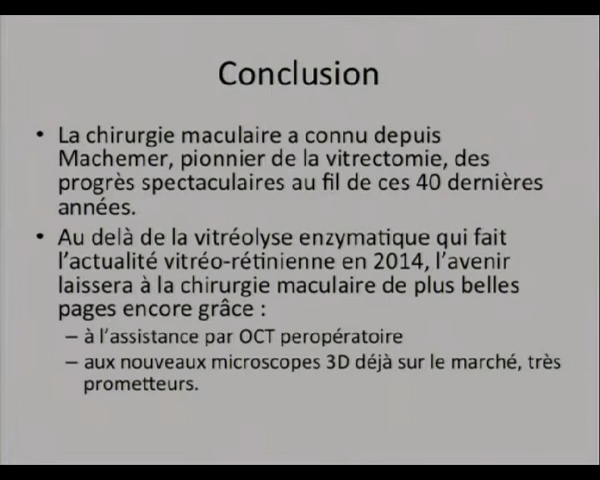 Conclusion
• La chirurgie maculaire a connu depuis
Machemer, pionnier de la vitrectomie, des
progrès spectaculaires au fil de ces 40 dernières
années.
• Au delà de la vitréolyse enzymatique qui fait
l'actualité vitréo-rétinienne en 2014, l'avenir
laissera à la chirurgie maculaire de plus belles
pages encore grâce :
– à l'assistance par OCT peropératoire
– aux nouveaux microscopes 3D déjà sur le marché, très
prometteurs.